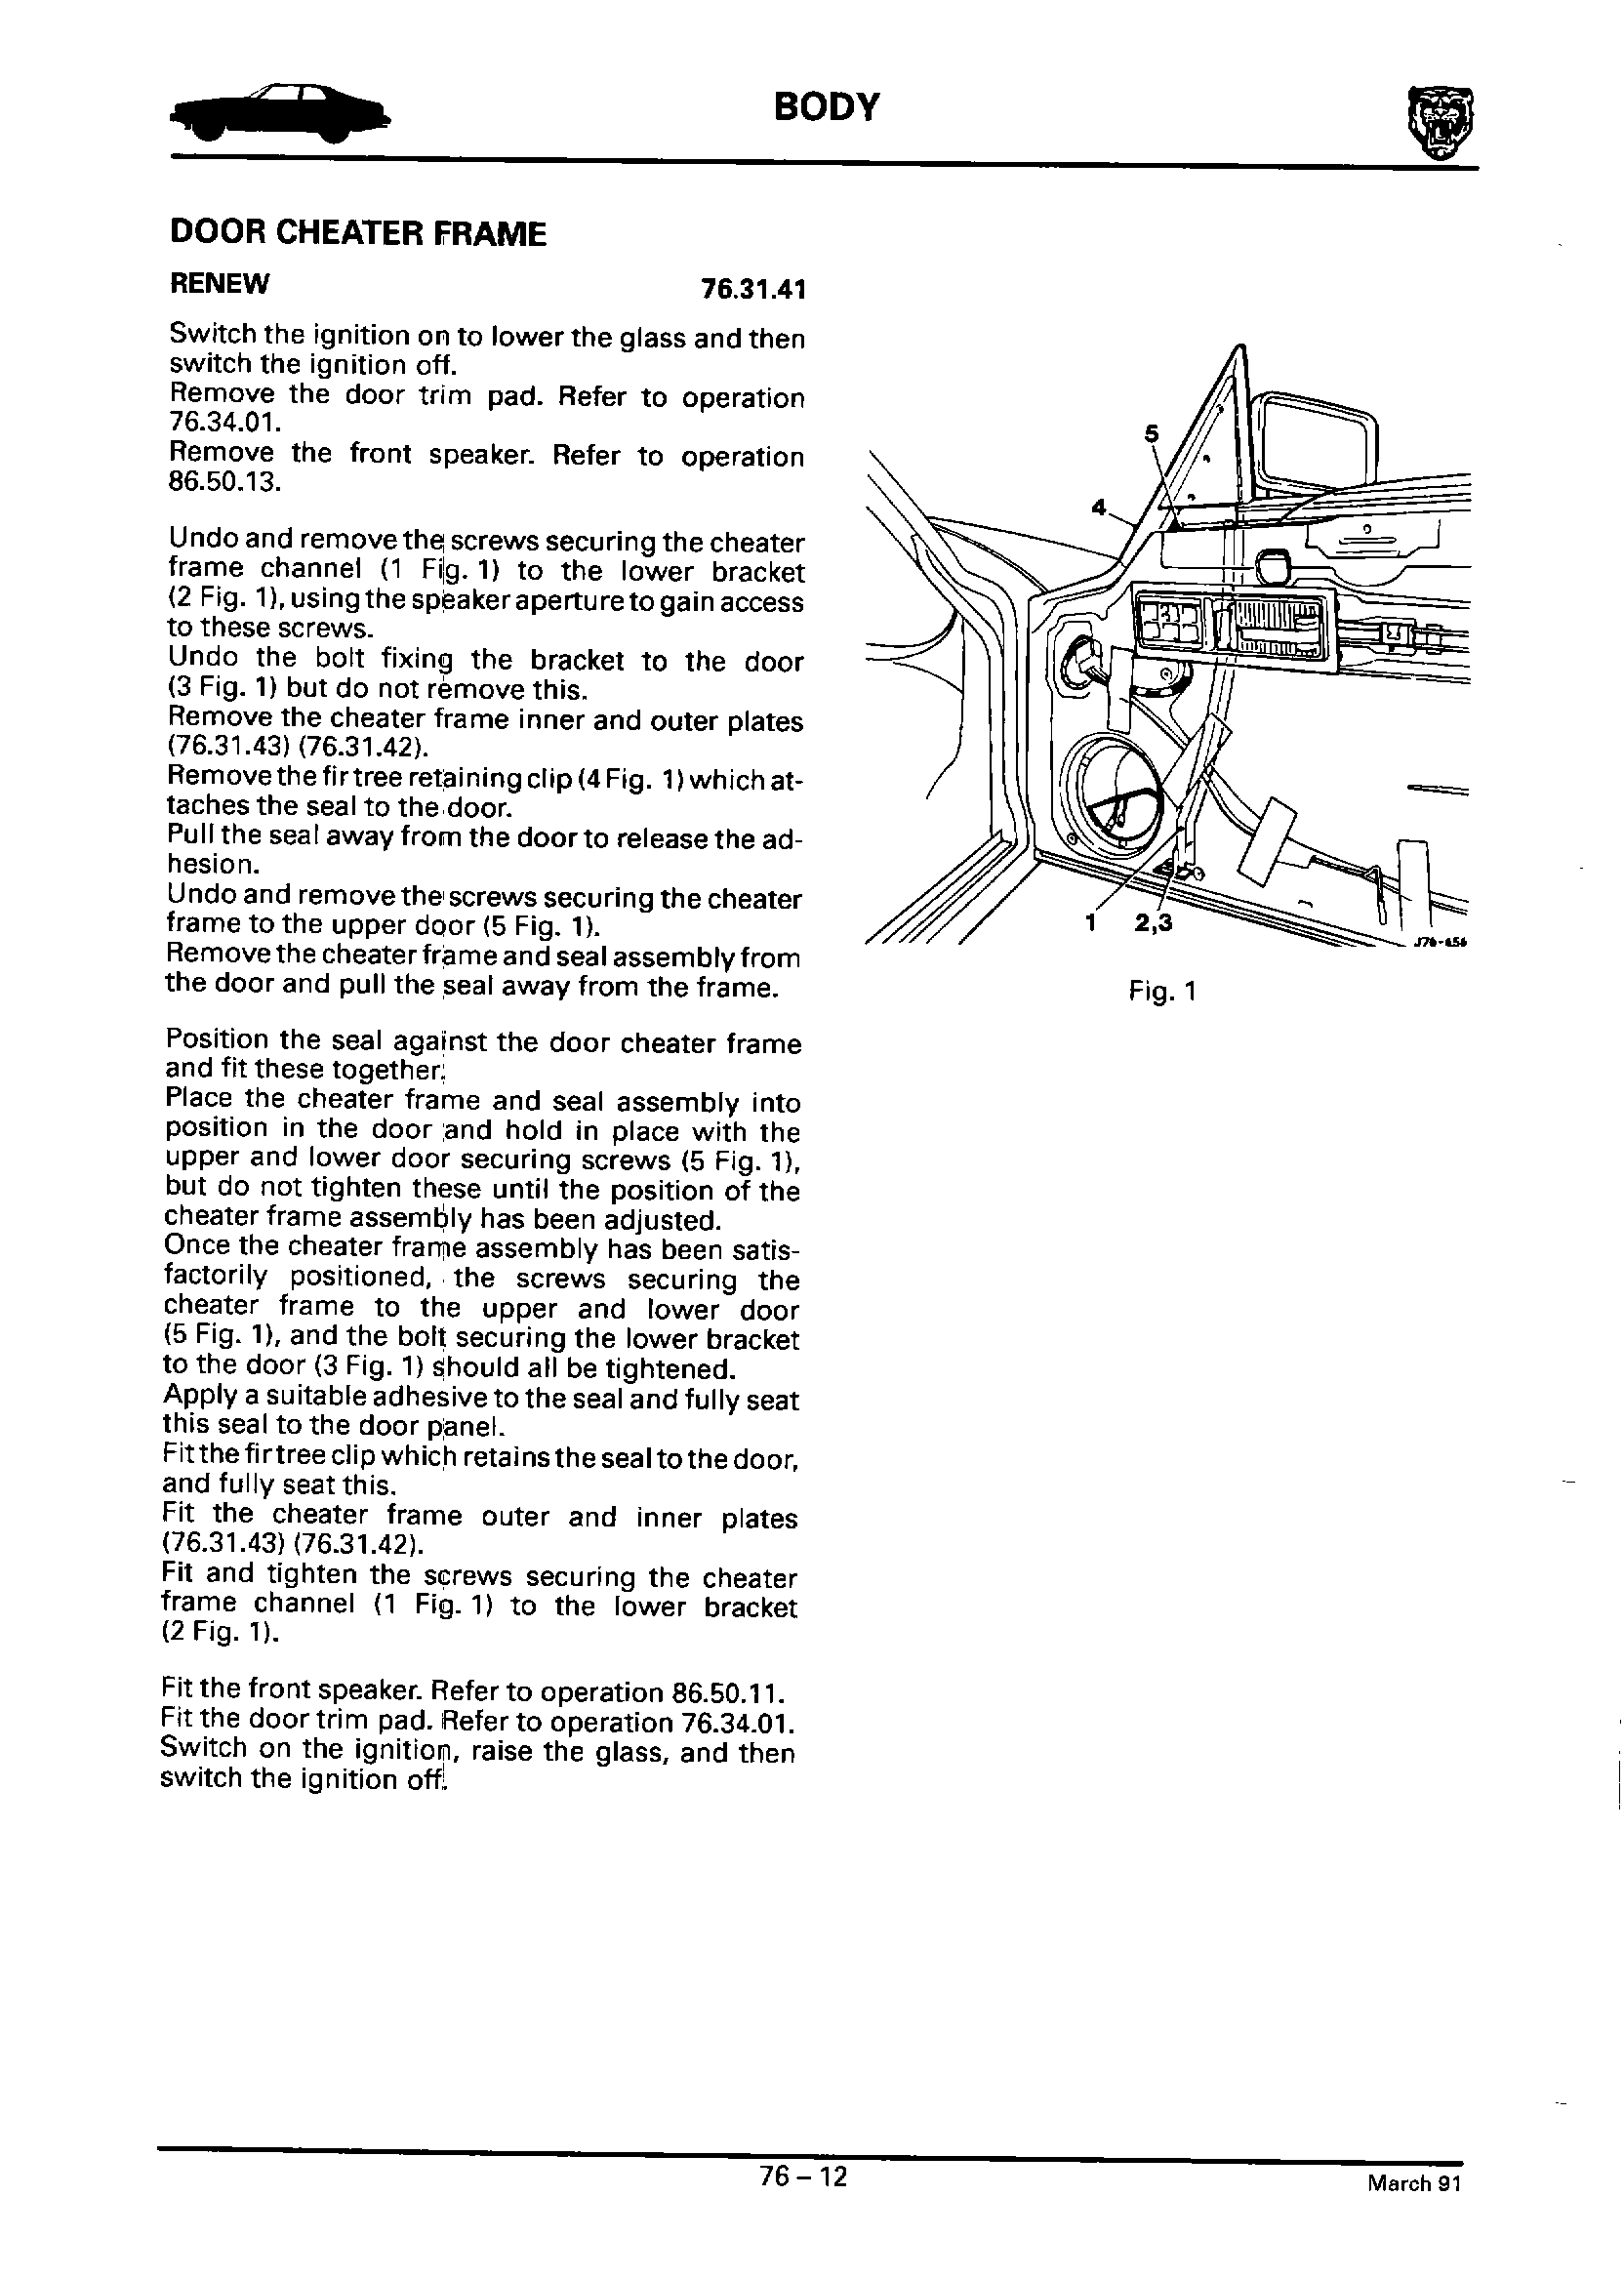 BODY
DOOR CHEATER FRAME
RENEW 76.31.41
Switch the ignition on to lower the glass and then
switch the ignition off.
Remove the door trim pad. Refer to operation
76.34.01.
Remove the front speaker. Refer to operation
86.50.13.
Undo and remove the screws securing the cheater
frame channel (1 Fig. 1) to the lower bracket
(2 Fig. 1), using the speaker aperture to gain access
to these screws.
Undo the bolt fixing the bracket to the door
(3 Fig. 1) but do not remove this.
Remove the cheater frame inner and outer plates
(76.31.43) (76.31.42).
Remove the fir tree retaining clip (4 Fig. 1) which at-
taches the seal to the door.
Pull the seal away from the door to release the ad-
hesion.
Undo and remove the screws securing the cheater
frame to the upper door (5 Fig. 1).
Remove the cheater frame and seal assembly from
the door and pull the seal away from the frame.
Position the seal against the door cheater frame
and fit these together.
Place the cheater frame and seal assembly into
position in the door and hold in place with the
upper and lower door securing screws (5 Fig. 1),
but do not tighten these until the position of the
cheater frame assembly has been adjusted.
Once the cheater frame assembly has been satis-
factorily positioned, the screws securing the
cheater frame to the upper and lower door
(5 Fig. 1), and the bolt securing the lower bracket
to the door (3 Fig. 1) should all be tightened.
Apply a suitable adhesive to the seal and fully seat
this seal to the door panel.
Fit the fir tree clip which retains the seal to the door,
and fully seat this.
Fit the cheater frame outer and inner plates
(76.31.43) (76.31.42).
Fit and tighten the screws securing the cheater
frame channel (1 Fig. 1) to the lower bracket
(2 Fig. 1).
Fit the front speaker. Refer to operation 86.50.11.
Fit the door trim pad. Refer to operation 76.34.01.
Switch on the ignition, raise the glass, and then
switch the ignition off.
5
4
1 2,3
J76-656
Fig. 1
76 – 12
March 91